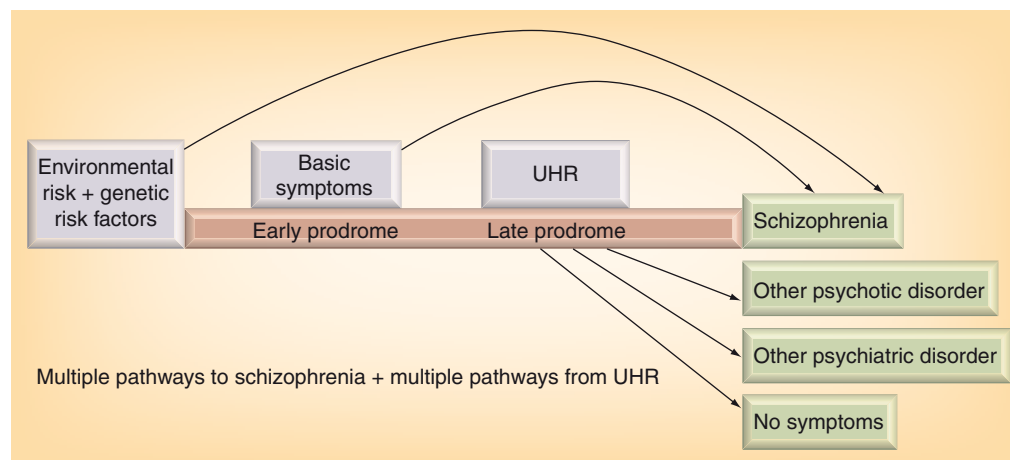 Environmental
risk + genetic
risk factors
Basic
symptoms
UHR
Early prodrome
Late prodrome
Schizophrenia
Other psychotic disorder
Other psychiatric disorder
No symptoms
Multiple pathways to schizophrenia + multiple pathways from UHR